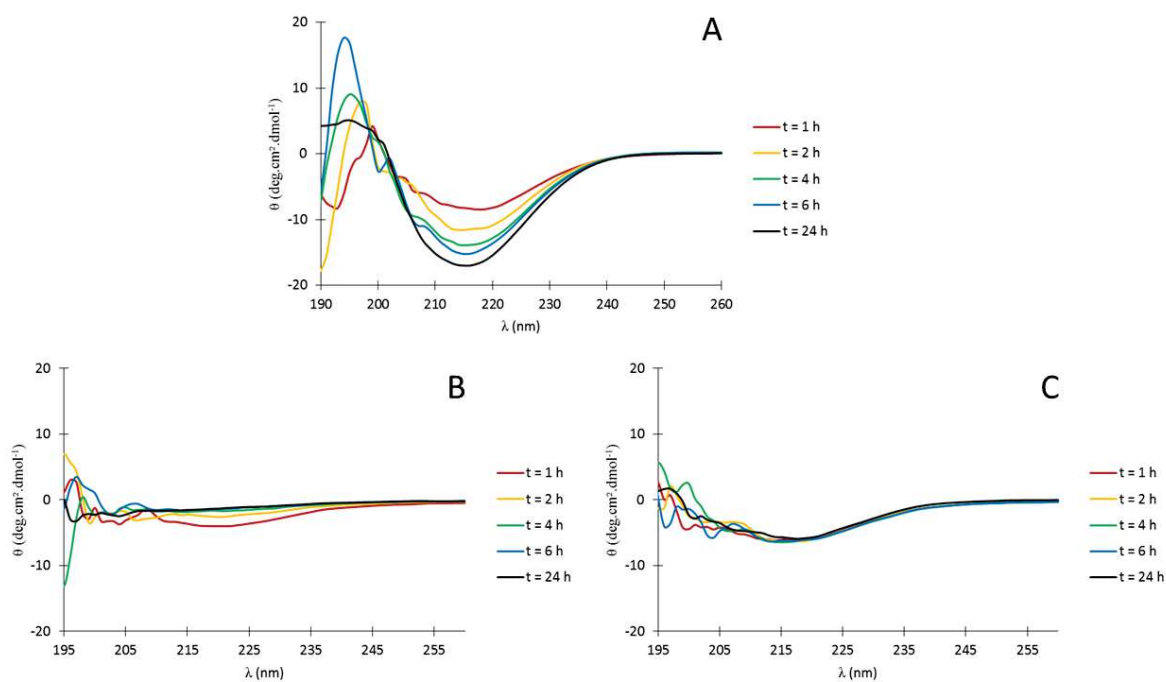 A
20
10
0
-10
-20
θ (deg.cm².dmol⁻¹)
190 200 210 220 230 240 250 260
λ (nm)
t = 1 h
t = 2 h
t = 4 h
t = 6 h
t = 24 h
B
20
10
0
-10
-20
θ (deg.cm².dmol⁻¹)
195 205 215 225 235 245 255
λ (nm)
t = 1 h
t = 2 h
t = 4 h
t = 6 h
t = 24 h
C
20
10
0
-10
-20
θ (deg.cm².dmol⁻¹)
195 205 215 225 235 245 255
λ (nm)
t = 1 h
t = 2 h
t = 4 h
t = 6 h
t = 24 h